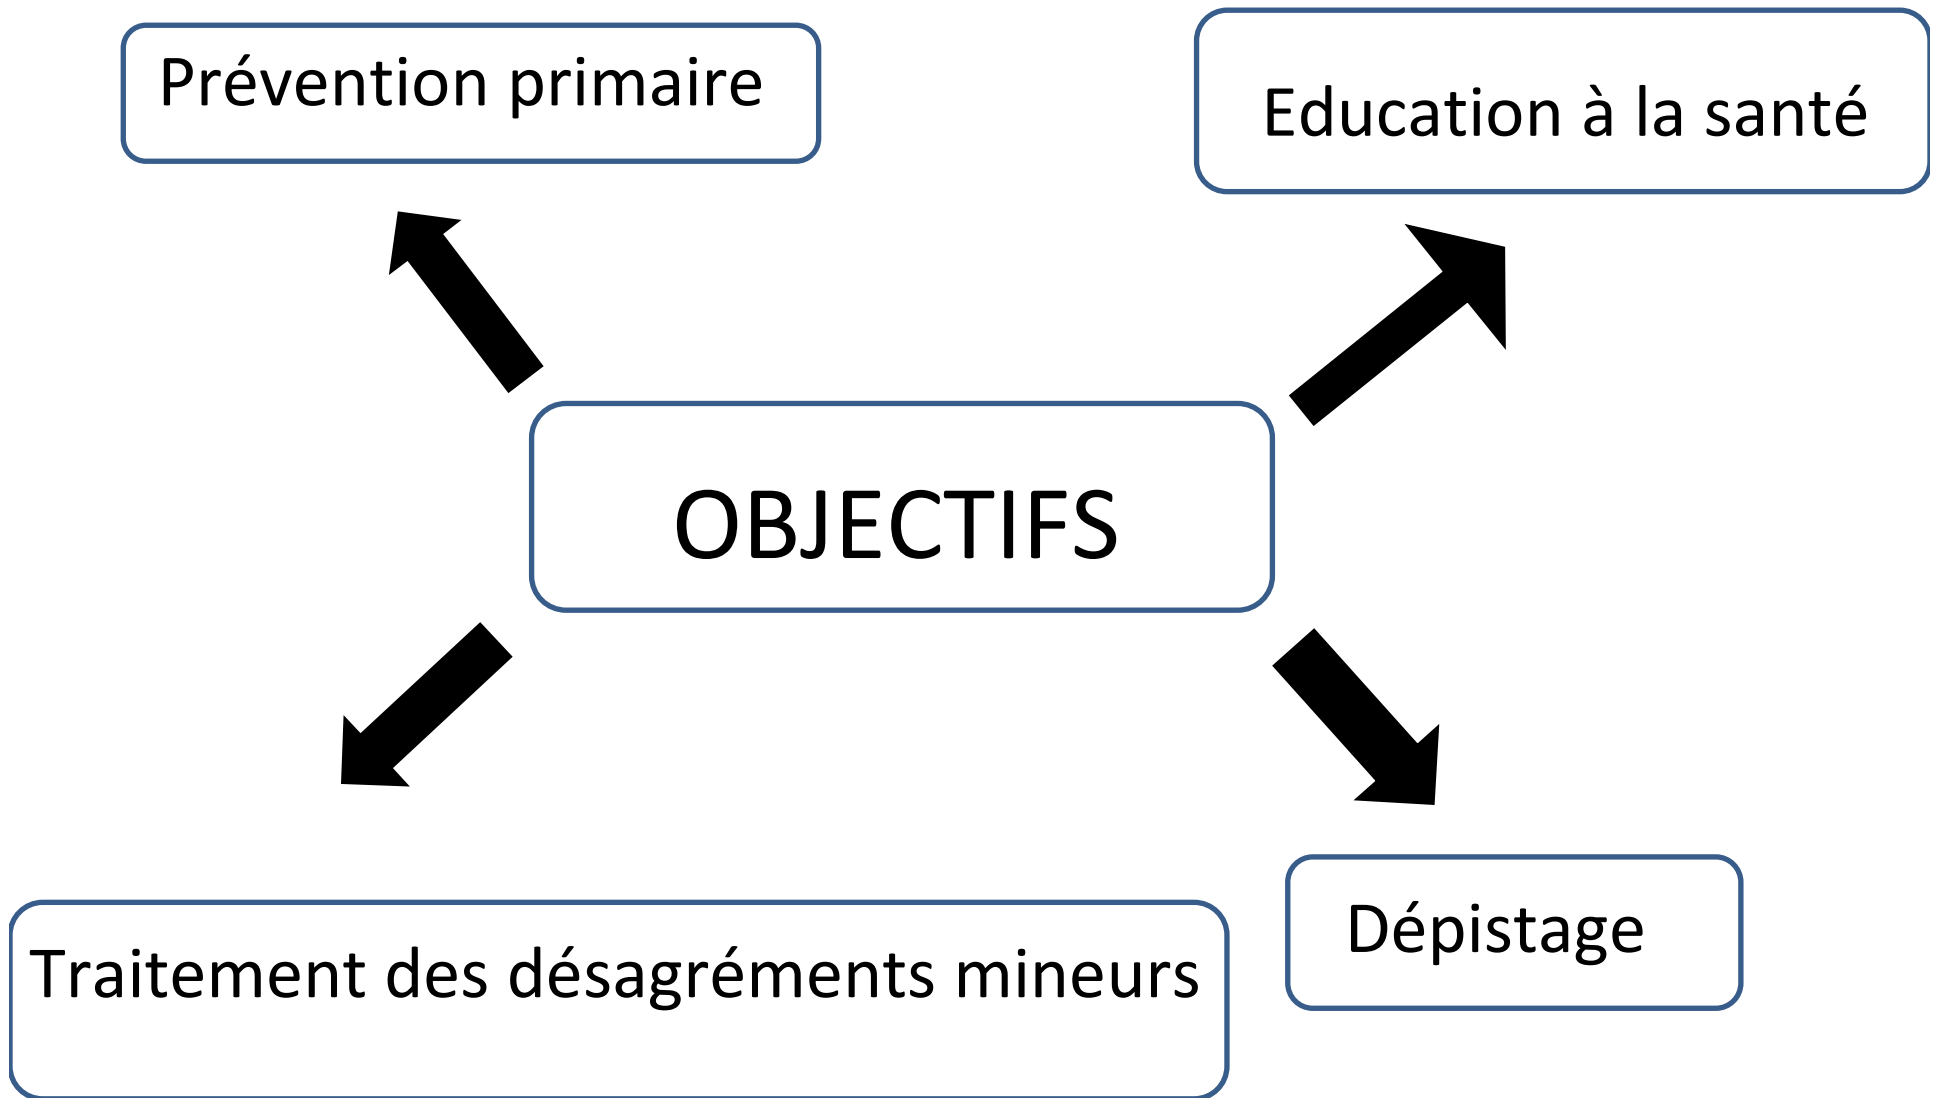 Prévention primaire
Education à la santé
OBJECTIFS
Traitement des désagréments mineurs
Dépistage